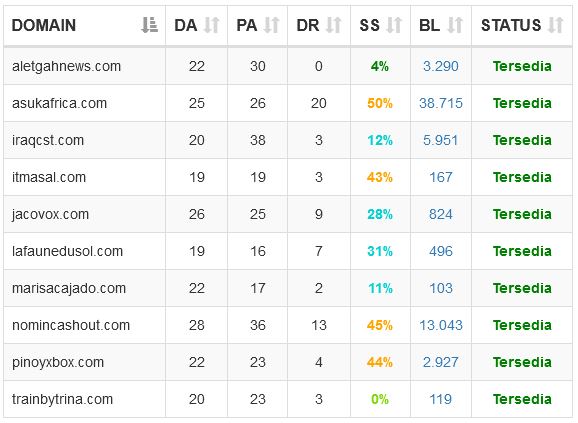 DOMAIN DA PA DR SS BL STATUS
aletgahnews.com 22 30 0 4% 3.290 Tersedia
asukafrica.com 25 26 20 50% 38.715 Tersedia
iraqcst.com 20 38 3 12% 5.951 Tersedia
itmasal.com 19 19 3 43% 167 Tersedia
jacovox.com 26 25 9 28% 824 Tersedia
lafaunedusol.com 19 16 7 31% 496 Tersedia
marisacajado.com 22 17 2 11% 103 Tersedia
nomincashout.com 28 36 13 45% 13.043 Tersedia
pinoyxbox.com 22 23 4 44% 2.927 Tersedia
trainbytrina.com 20 23 3 0% 119 Tersedia